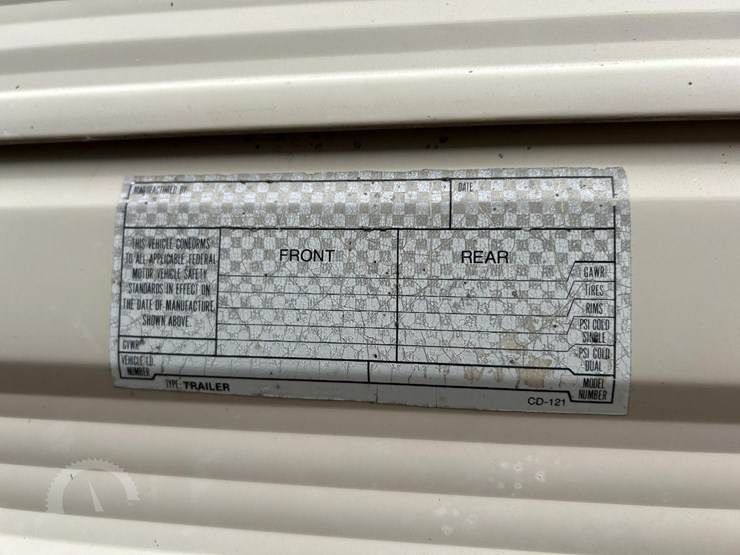 MANUFACTURED BY
DATE
THIS VEHICLE CONFORMS
TO ALL APPLICABLE FEDERAL
MOTOR VEHICLE SAFETY
STANDARDS IN EFFECT ON
THE DATE OF MANUFACTURE
SHOWN ABOVE.
FRONT
REAR
GAWR
TIRES
RIMS
PSI COLD
SINGLE
PSI COLD
DUAL
GVWR
VEHICLE I.D.
NUMBER
MODEL
NUMBER
TYPE: TRAILER
CD-121